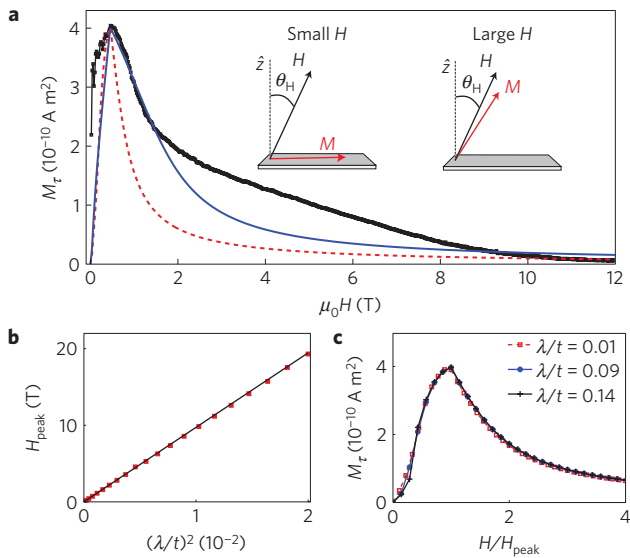 a
Small H
Large H
ẑ
H
θH
M
ẑ
H
θH
M
4
3
2
1
0
Mτ (10⁻¹⁰ A m²)
0
2
4
6
8
10
12
μ₀H (T)
b
20
10
0
Hpeak (T)
0
1
2
(λ/t)² (10⁻²)
c
λ/t = 0.01
λ/t = 0.09
λ/t = 0.14
4
2
0
Mτ (10⁻¹⁰ A m²)
0
2
4
H/Hpeak